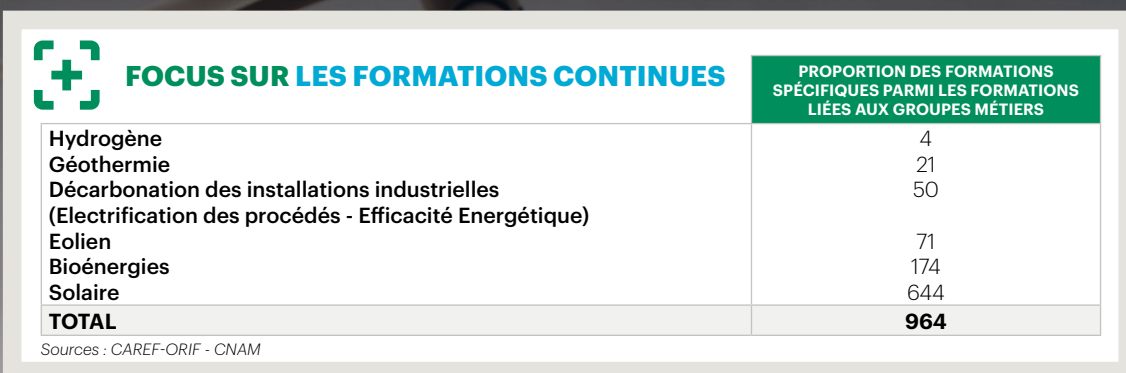 FOCUS SUR LES FORMATIONS CONTINUES
PROPORTION DES FORMATIONS
SPÉCIFIQUES PARMI LES FORMATIONS
LIÉES AUX GROUPES MÉTIERS
Hydrogène 4
Géothermie 21
Décarbonation des installations industrielles 50
(Electrification des procédés - Efficacité Energétique)
Eolien 71
Bioénergies 174
Solaire 644
TOTAL 964
Sources : CAREF-ORIF - CNAM